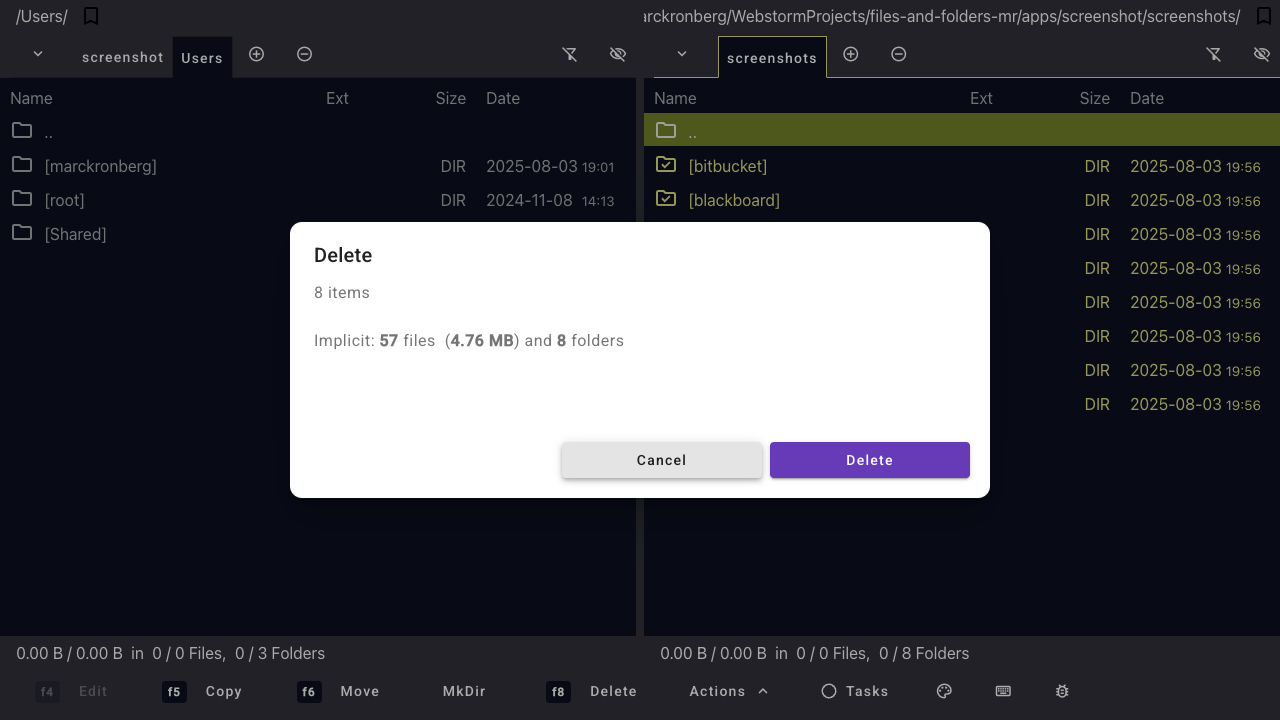 /Users/
arckronberg/WebstormProjects/files-and-folders-mr/apps/screenshot/screenshots/
screenshot Users
screenshots
Name Ext Size Date
Name Ext Size Date
..
[marckronberg] DIR 2025-08-03 19:01
[root] DIR 2024-11-08 14:13
[Shared]
..
[bitbucket] DIR 2025-08-03 19:56
[blackboard] DIR 2025-08-03 19:56
DIR 2025-08-03 19:56
DIR 2025-08-03 19:56
DIR 2025-08-03 19:56
DIR 2025-08-03 19:56
DIR 2025-08-03 19:56
DIR 2025-08-03 19:56
Delete
8 items
Implicit: 57 files (4.76 MB) and 8 folders
Cancel Delete
0.00 B / 0.00 B in 0 / 0 Files, 0 / 3 Folders
0.00 B / 0.00 B in 0 / 0 Files, 0 / 8 Folders
f4 Edit f5 Copy f6 Move MkDir f8 Delete Actions Tasks